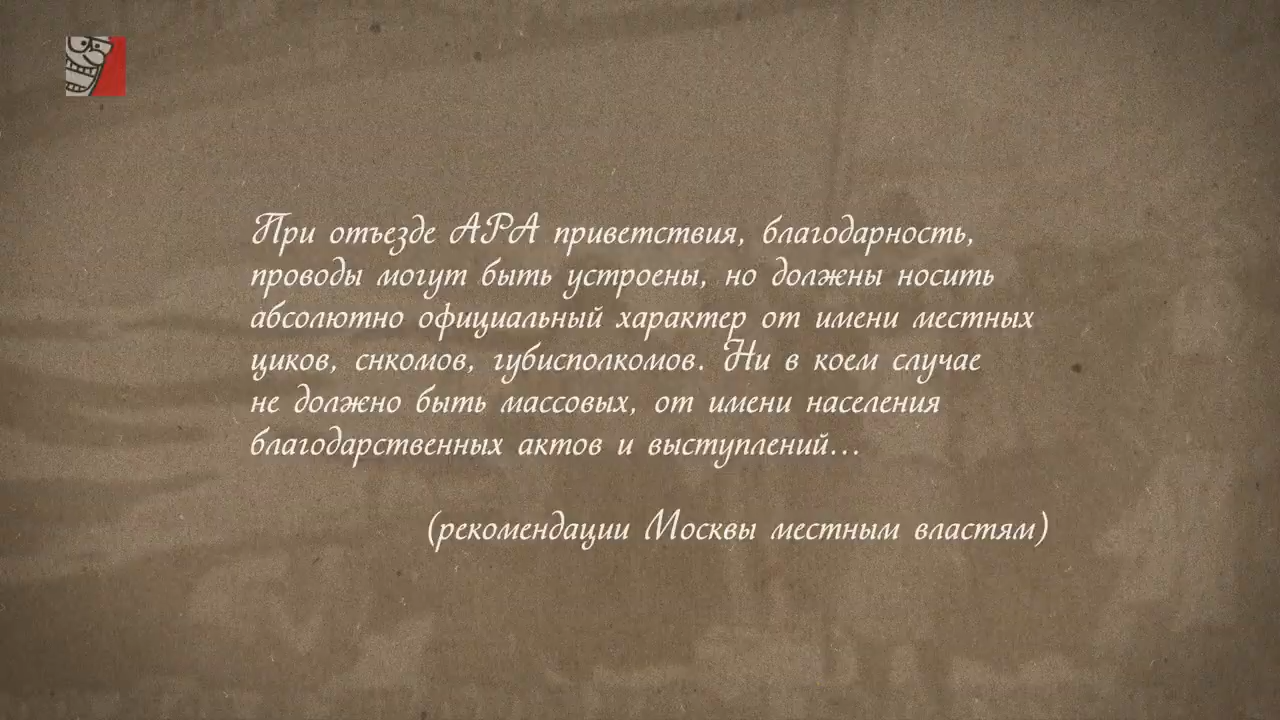 При отъезде АРА приветствия, благодарность,
проводы могут быть устроены, но должны носить
абсолютно официальный характер от имени местных
циков, снкомов, губисполкомов. Ни в коем случае
не должно быть массовых, от имени населения
благодарственных актов и выступлений...
(рекомендации Москвы местным властям)